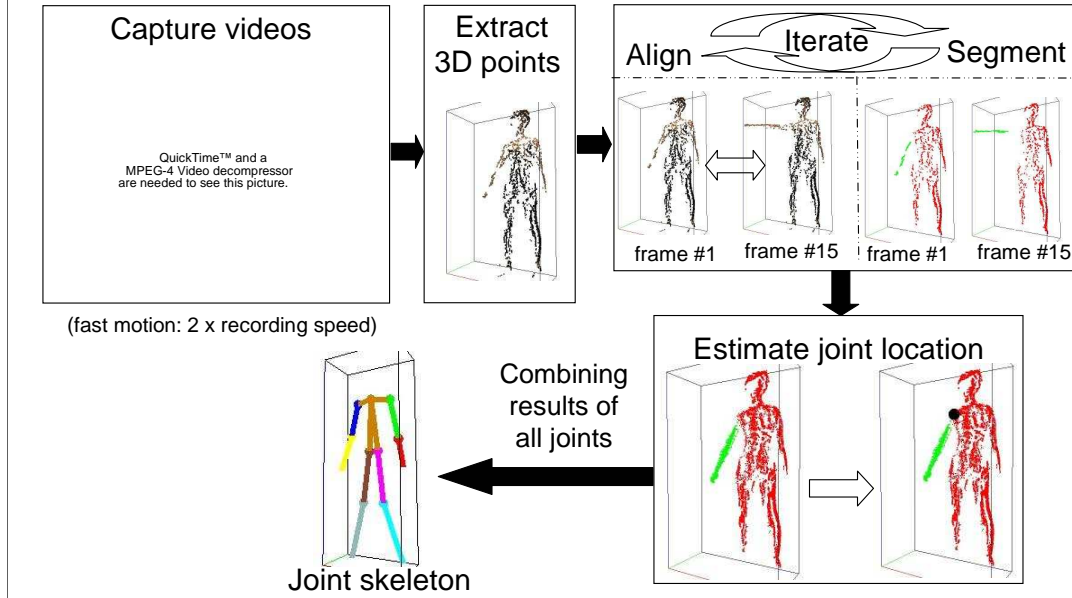 Capture videos
QuickTime™ and a
MPEG-4 Video decompressor
are needed to see this picture.
(fast motion: 2 x recording speed)
Extract
3D points
Iterate
Align
Segment
frame #1
frame #15
frame #1
frame #15
Estimate joint location
Combining
results of
all joints
Joint skeleton